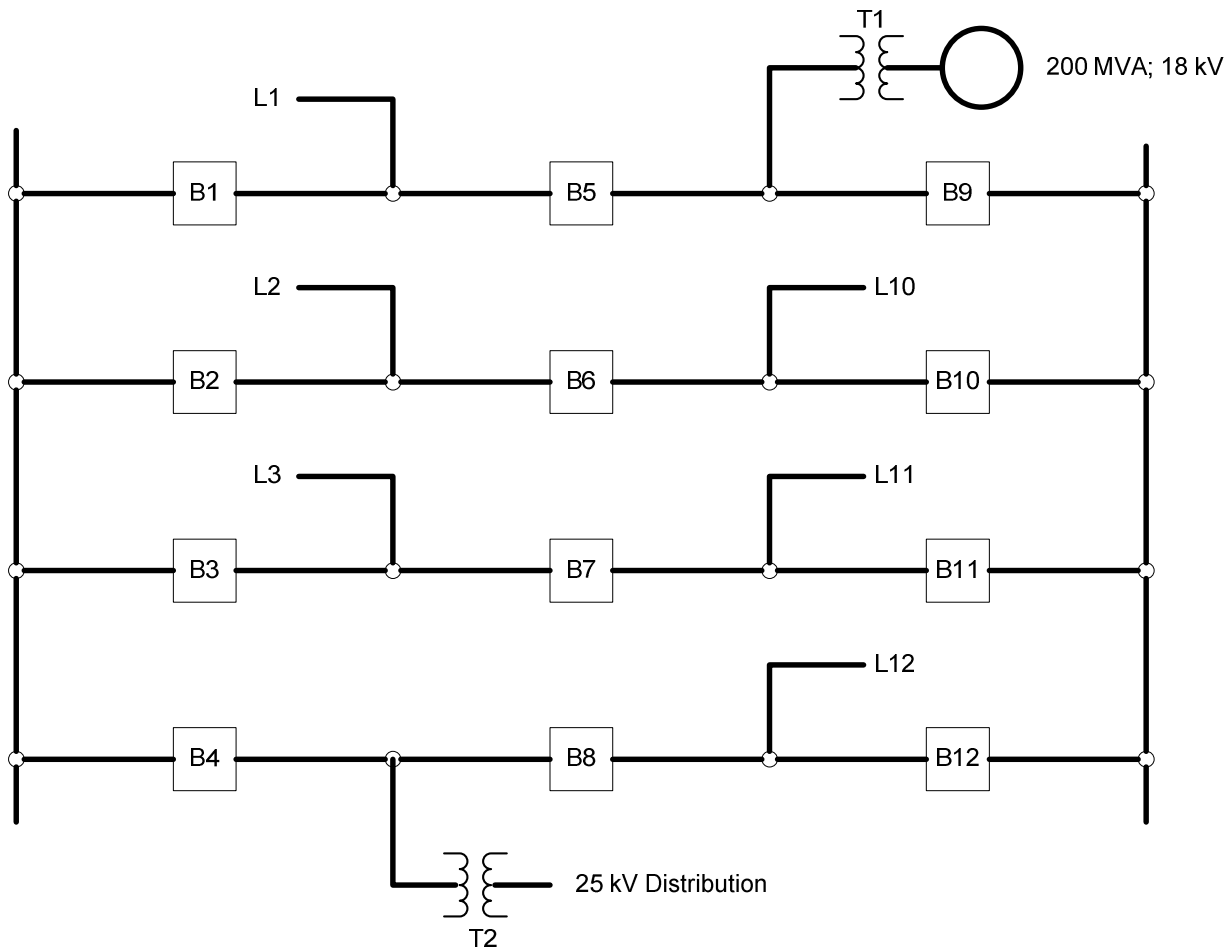 T1
200 MVA; 18 kV
L1
B1
B5
B9
L2
L10
B2
B6
B10
L3
L11
B3
B7
B11
L12
B4
B8
B12
25 kV Distribution
T2